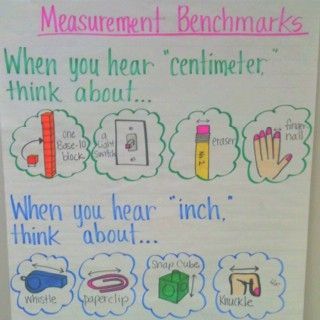 Measurement Benchmarks
When you hear "centimeter,"
think about...
one
Base-10
block
a
light
switch
eraser
finger
nail
When you hear "inch,"
think about...
whistle
paperclip
Snap Cube
Knuckle